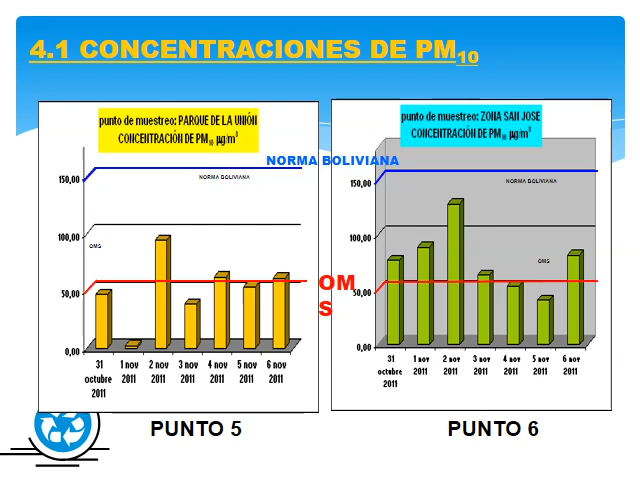 4.1 CONCENTRACIONES DE PM10
punto de muestreo: PARQUE DE LA UNIÓN
CONCENTRACIÓN DE PM10 µg/m³
NORMA BOLIVIANA
150,00
NORMA BOLIVIANA
100,00
OMS
50,00
0,00
31 octubre 2011
1 nov 2011
2 nov 2011
3 nov 2011
4 nov 2011
5 nov 2011
6 nov 2011
PUNTO 5
OM
S
punto de muestreo: ZONA SAN JOSE
CONCENTRACIÓN DE PM10 µg/m³
150,00
NORMA BOLIVIANA
100,00
OMS
50,00
0,00
31 octubre 2011
1 nov 2011
2 nov 2011
3 nov 2011
4 nov 2011
5 nov 2011
6 nov 2011
PUNTO 6